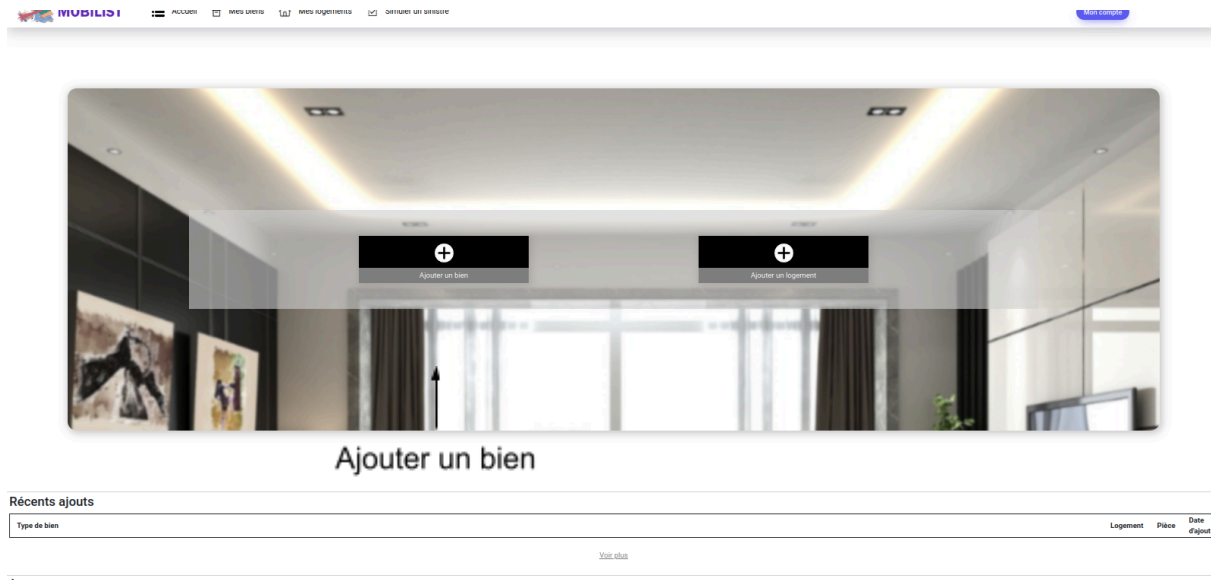 MOBILIST
Accueil
Mes biens
Mes logements
Simuler un sinistre
Mon compte
Ajouter un bien
Ajouter un logement
Ajouter un bien
Récents ajouts
Type de bien
Logement
Pièce
Date
d'ajout
Voir plus